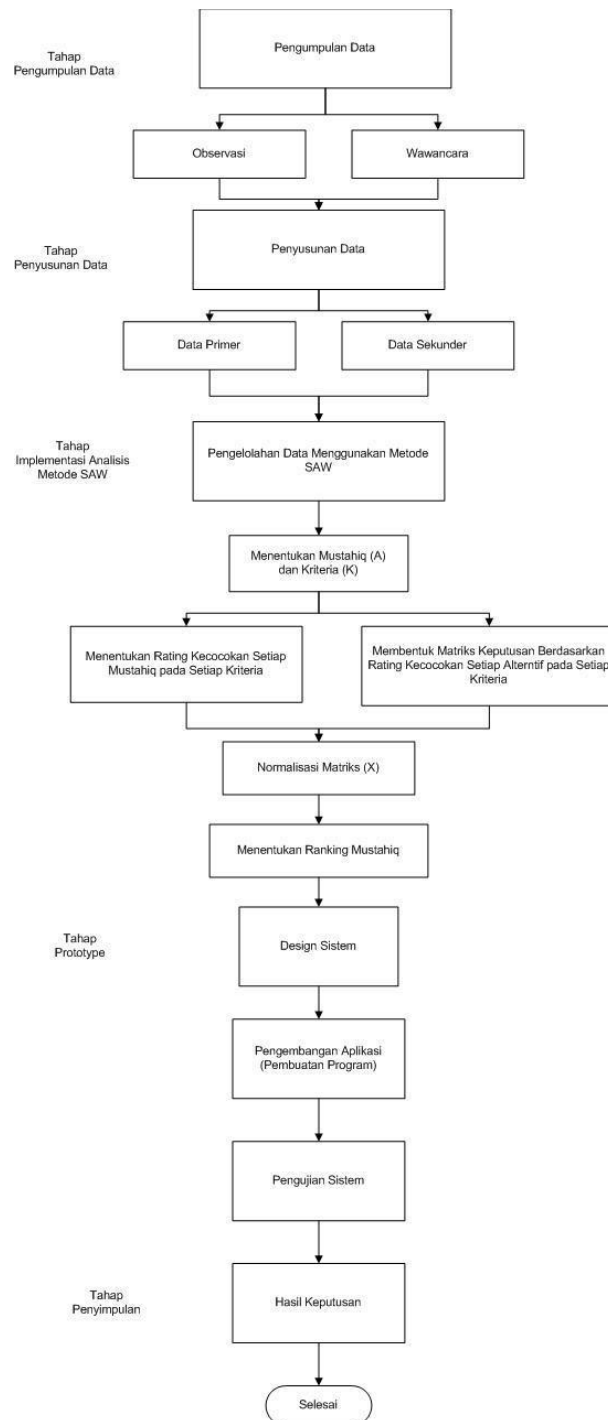 Tahap
Pengumpulan Data
Pengumpulan Data
Observasi
Wawancara
Tahap
Penyusunan Data
Penyusunan Data
Data Primer
Data Sekunder
Tahap
Implementasi Analisis
Metode SAW
Pengelolahan Data Menggunakan Metode
SAW
Menentukan Mustahiq (A)
dan Kriteria (K)
Menentukan Rating Kecocokan Setiap
Mustahiq pada Setiap Kriteria
Membentuk Matriks Keputusan Berdasarkan
Rating Kecocokan Setiap Alterntif pada Setiap
Kriteria
Normalisasi Matriks (X)
Menentukan Ranking Mustahiq
Tahap
Prototype
Design Sistem
Pengembangan Aplikasi
(Pembuatan Program)
Pengujian Sistem
Tahap
Penyimpulan
Hasil Keputusan
Selesai